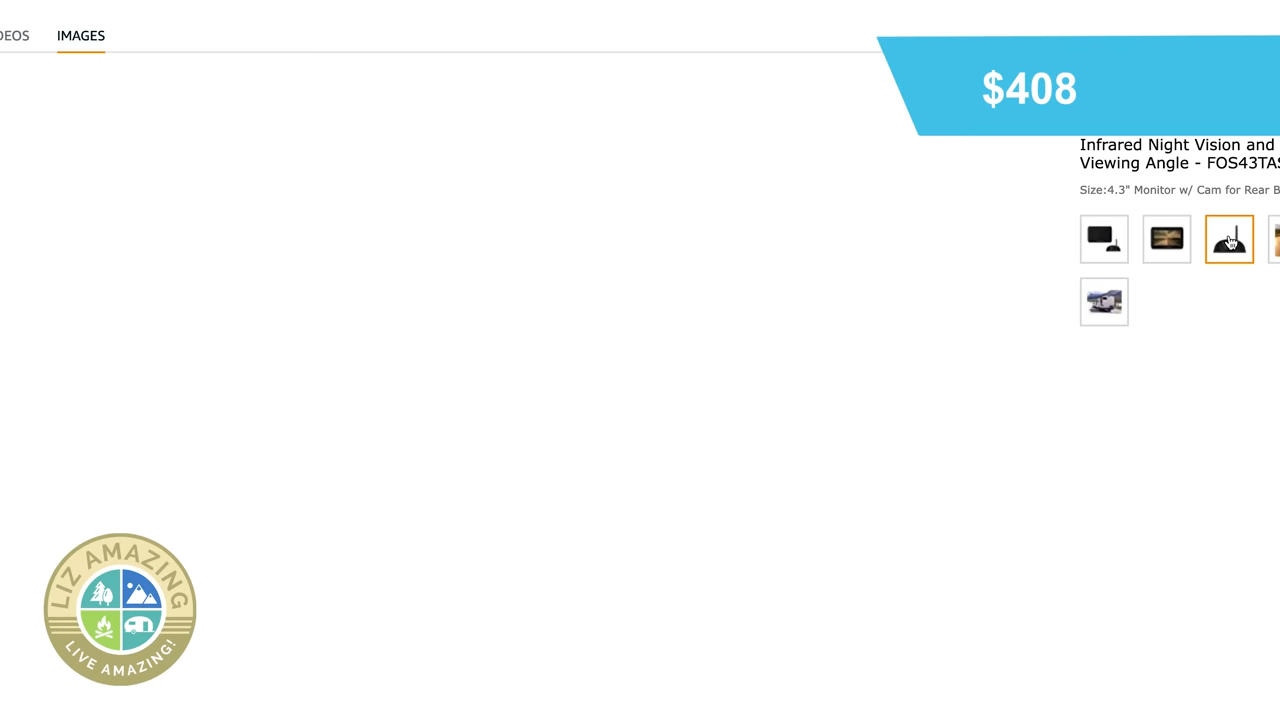 DEOS IMAGES
$408
Infrared Night Vision and
Viewing Angle - FOS43TAS
Size:4.3" Monitor w/ Cam for Rear B
LIZ AMAZING
LIVE AMAZING!